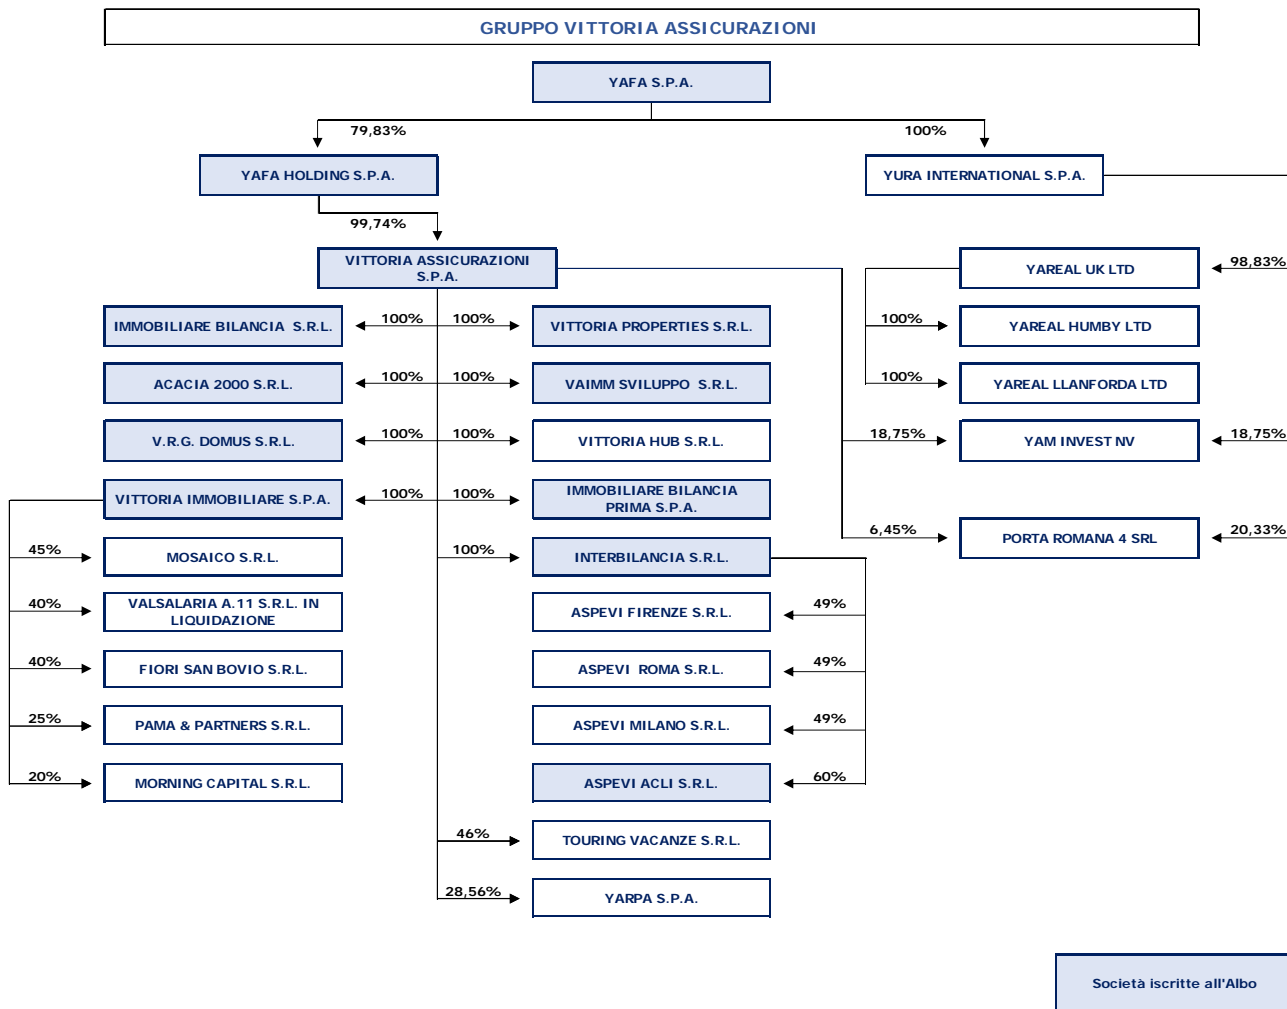 GRUPPO VITTORIA ASSICURAZIONI
YAFA S.P.A.
79,83%
100%
YAFA HOLDING S.P.A.
YURA INTERNATIONAL S.P.A.
99,74%
VITTORIA ASSICURAZIONI
S.P.A.
YAREAL UK LTD
98,83%
IMMOBILIARE BILANCIA S.R.L.
100%
100%
VITTORIA PROPERTIES S.R.L.
100%
YAREAL HUMBY LTD
ACACIA 2000 S.R.L.
100%
100%
VAIMM SVILUPPO S.R.L.
100%
YAREAL LLANFORDA LTD
V.R.G. DOMUS S.R.L.
100%
100%
VITTORIA HUB S.R.L.
18,75%
YAM INVEST NV
18,75%
VITTORIA IMMOBILIARE S.P.A.
100%
100%
IMMOBILIARE BILANCIA
PRIMA S.P.A.
6,45%
PORTA ROMANA 4 SRL
20,33%
45%
MOSAICO S.R.L.
100%
INTERBILANCIA S.R.L.
40%
VALSALARIA A.11 S.R.L. IN
LIQUIDAZIONE
ASPEVI FIRENZE S.R.L.
49%
40%
FIORI SAN BOVIO S.R.L.
ASPEVI ROMA S.R.L.
49%
25%
PAMA & PARTNERS S.R.L.
ASPEVI MILANO S.R.L.
49%
20%
MORNING CAPITAL S.R.L.
ASPEVI ACLI S.R.L.
60%
46%
TOURING VACANZE S.R.L.
28,56%
YARPA S.P.A.
Società iscritte all'Albo